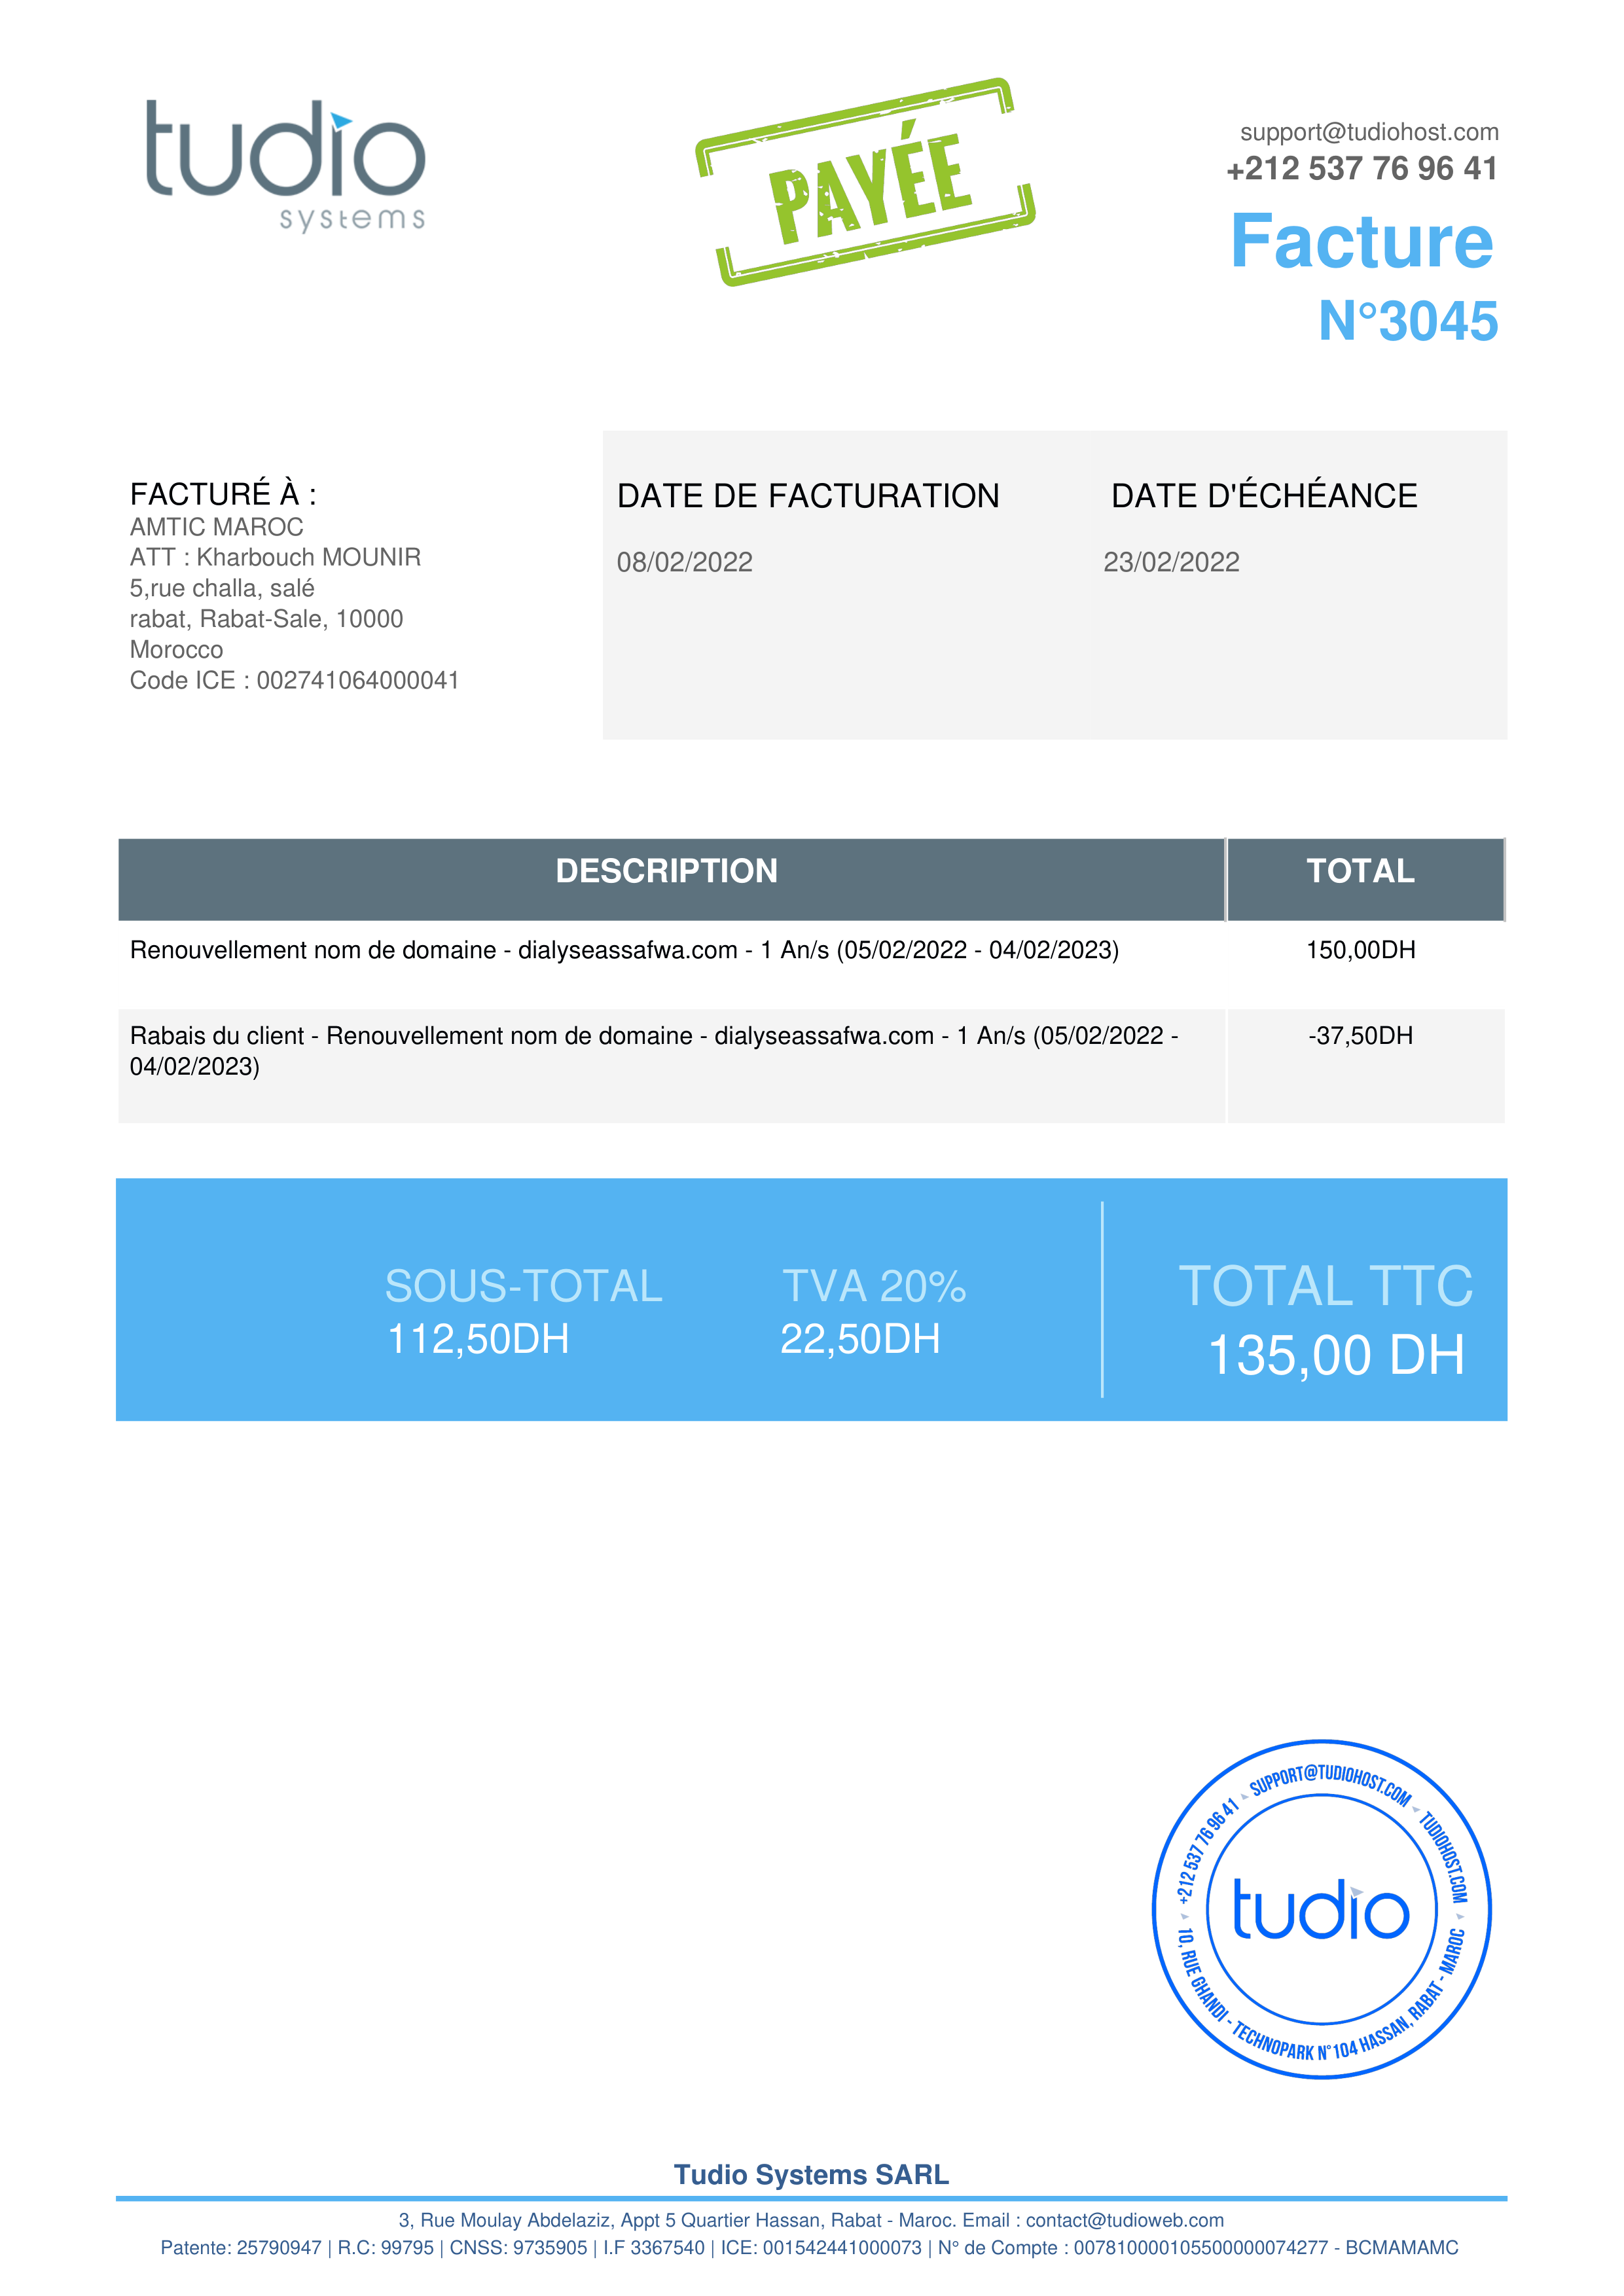 tudio
systems
PAYÉE
support@tudiohost.com
+212 537 76 96 41
Facture
N°3045
FACTURÉ À :
AMTIC MAROC
ATT : Kharbouch MOUNIR
5,rue challa, salé
rabat, Rabat-Sale, 10000
Morocco
Code ICE : 002741064000041
DATE DE FACTURATION DATE D'ÉCHÉANCE
08/02/2022 23/02/2022
DESCRIPTION TOTAL
Renouvellement nom de domaine - dialyseassafwa.com - 1 An/s (05/02/2022 - 04/02/2023) 150,00DH
Rabais du client - Renouvellement nom de domaine - dialyseassafwa.com - 1 An/s (05/02/2022 - -37,50DH
04/02/2023)
SOUS-TOTAL TVA 20% TOTAL TTC
112,50DH 22,50DH 135,00 DH
+212 537 76 96 41 SUPPORT@TUDIOHOST.COM TUDIOHOST.COM
tudio
10, RUE GHANDI - TECHNOPARK N°104 HASSAN, RABAT - MAROC
Tudio Systems SARL
3, Rue Moulay Abdelaziz, Appt 5 Quartier Hassan, Rabat - Maroc. Email : contact@tudioweb.com
Patente: 25790947 | R.C: 99795 | CNSS: 9735905 | I.F 3367540 | ICE: 001542441000073 | N° de Compte : 007810000105500000074277 - BCMAMAMC